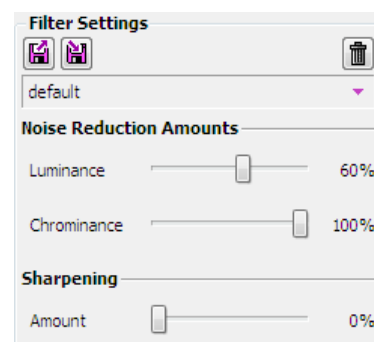 Filter Settings
default
Noise Reduction Amounts
Luminance 60%
Chrominance 100%
Sharpening
Amount 0%